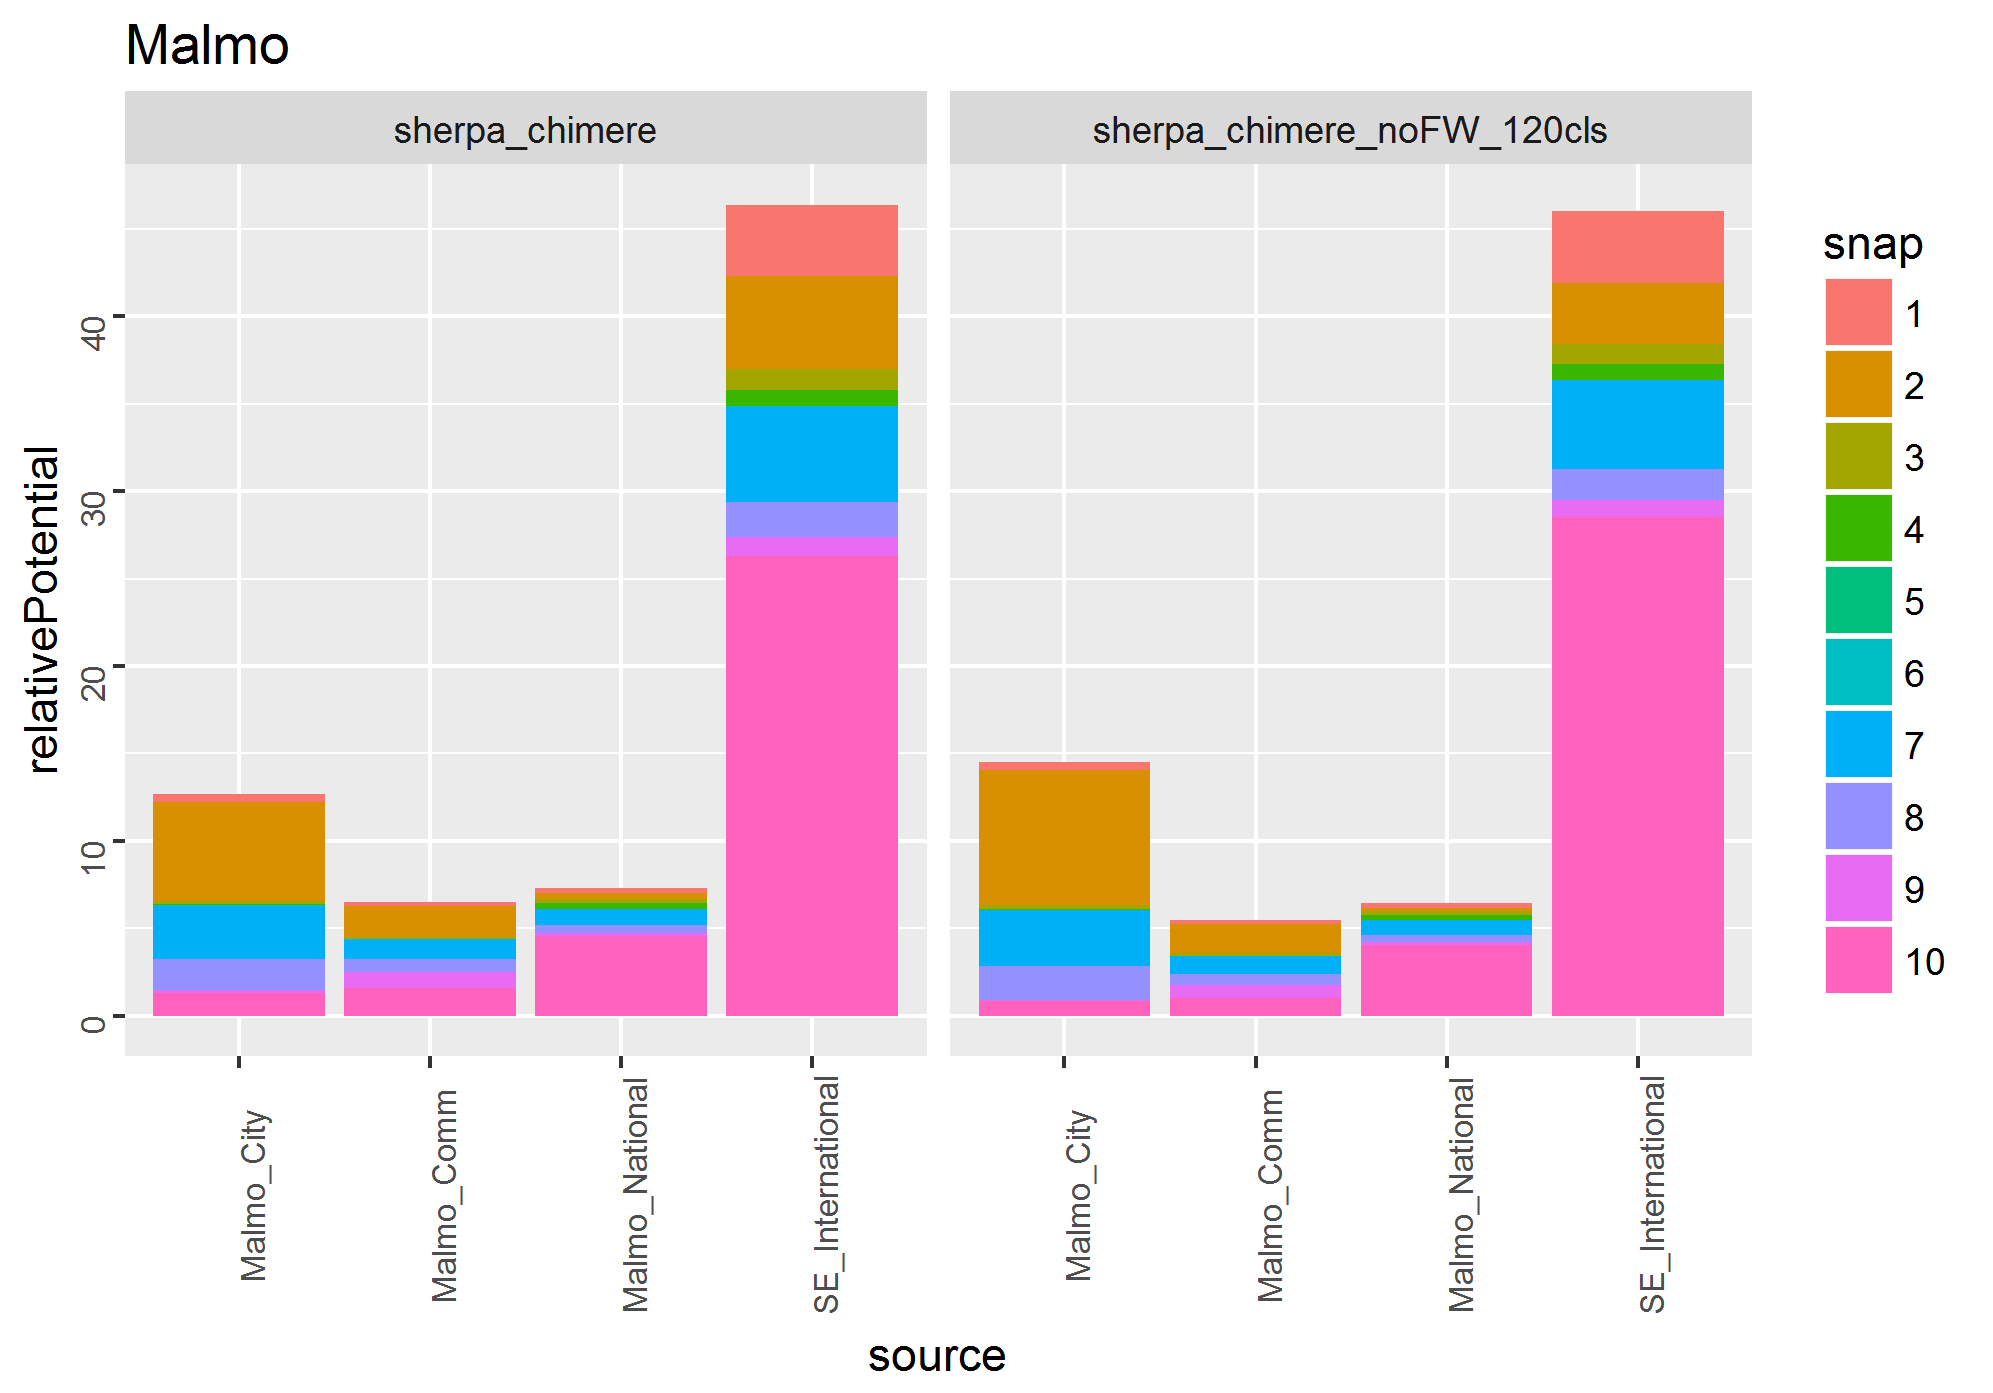 Malmo
sherpa_chimere
sherpa_chimere_noFW_120cls
relativePotential
40
30
20
10
0
Malmo_City
Malmo_Comm
Malmo_National
SE_International
Malmo_City
Malmo_Comm
Malmo_National
SE_International
source
snap
1
2
3
4
5
6
7
8
9
10